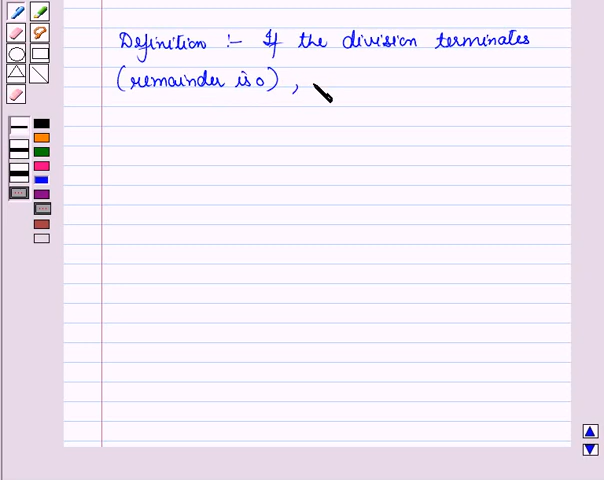 Definition :- If the division terminates
(remainder is 0) ,